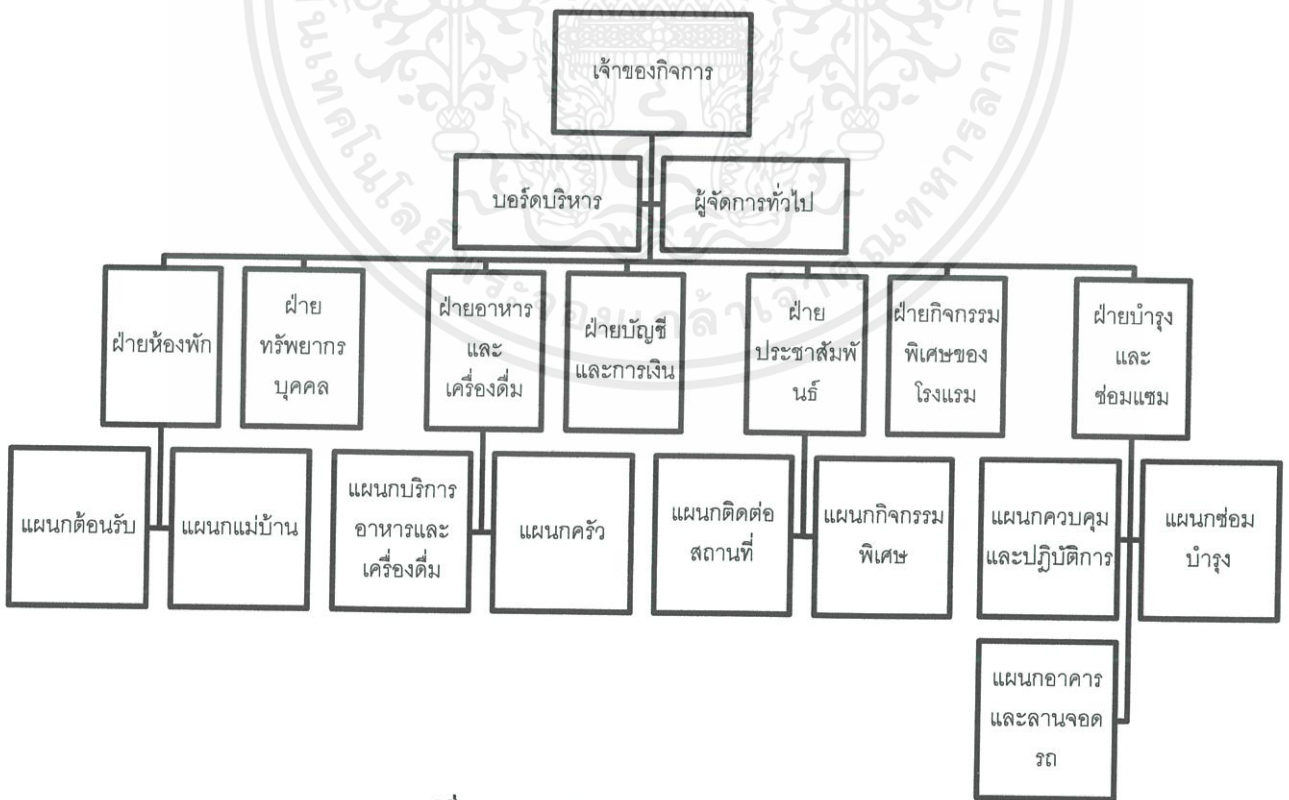 เจ้าของกิจการ
บอร์ดบริหาร
ผู้จัดการทั่วไป
ฝ่ายห้องพัก
ฝ่าย
ทรัพยากร
บุคคล
ฝ่ายอาหาร
และ
เครื่องดื่ม
ฝ่ายบัญชี
และการเงิน
ฝ่าย
ประชาสัมพั
นธ์
ฝ่ายกิจกรรม
พิเศษของ
โรงแรม
ฝ่ายบำรุง
และ
ซ่อมแซม
แผนกต้อนรับ
แผนกแม่บ้าน
แผนกบริการ
อาหารและ
เครื่องดื่ม
แผนกครัว
แผนกติดต่อ
สถานที่
แผนกกิจกรรม
พิเศษ
แผนกควบคุม
และปฏิบัติการ
แผนกซ่อม
บำรุง
แผนกอาคาร
และลานจอด
รถ